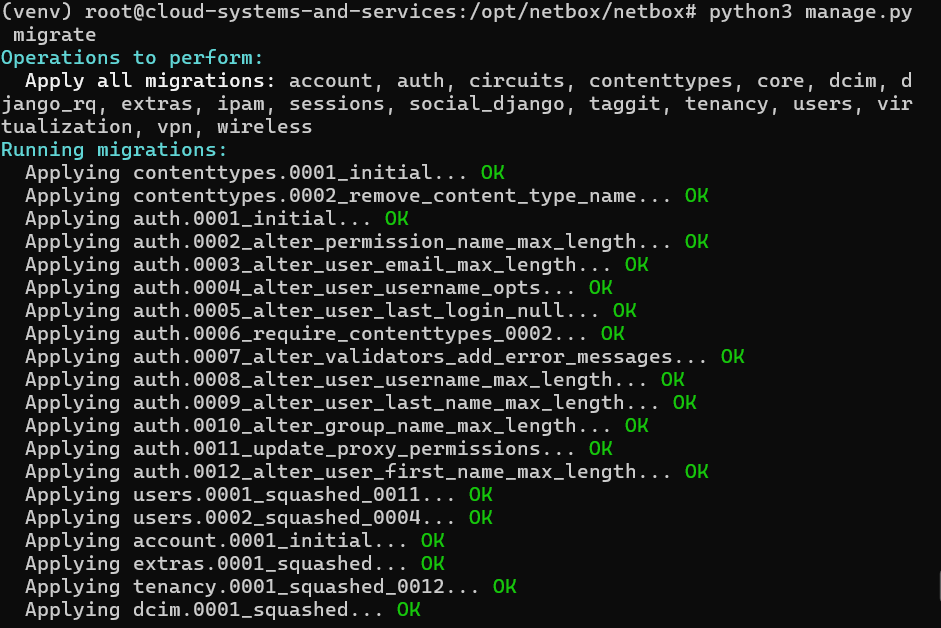 (venv) root@cloud-systems-and-services:/opt/netbox/netbox# python3 manage.py
 migrate
Operations to perform:
  Apply all migrations: account, auth, circuits, contenttypes, core, dcim, d
jango_rq, extras, ipam, sessions, social_django, taggit, tenancy, users, vir
tualization, vpn, wireless
Running migrations:
  Applying contenttypes.0001_initial... OK
  Applying contenttypes.0002_remove_content_type_name... OK
  Applying auth.0001_initial... OK
  Applying auth.0002_alter_permission_name_max_length... OK
  Applying auth.0003_alter_user_email_max_length... OK
  Applying auth.0004_alter_user_username_opts... OK
  Applying auth.0005_alter_user_last_login_null... OK
  Applying auth.0006_require_contenttypes_0002... OK
  Applying auth.0007_alter_validators_add_error_messages... OK
  Applying auth.0008_alter_user_username_max_length... OK
  Applying auth.0009_alter_user_last_name_max_length... OK
  Applying auth.0010_alter_group_name_max_length... OK
  Applying auth.0011_update_proxy_permissions... OK
  Applying auth.0012_alter_user_first_name_max_length... OK
  Applying users.0001_squashed_0011... OK
  Applying users.0002_squashed_0004... OK
  Applying account.0001_initial... OK
  Applying extras.0001_squashed... OK
  Applying tenancy.0001_squashed_0012... OK
  Applying dcim.0001_squashed... OK